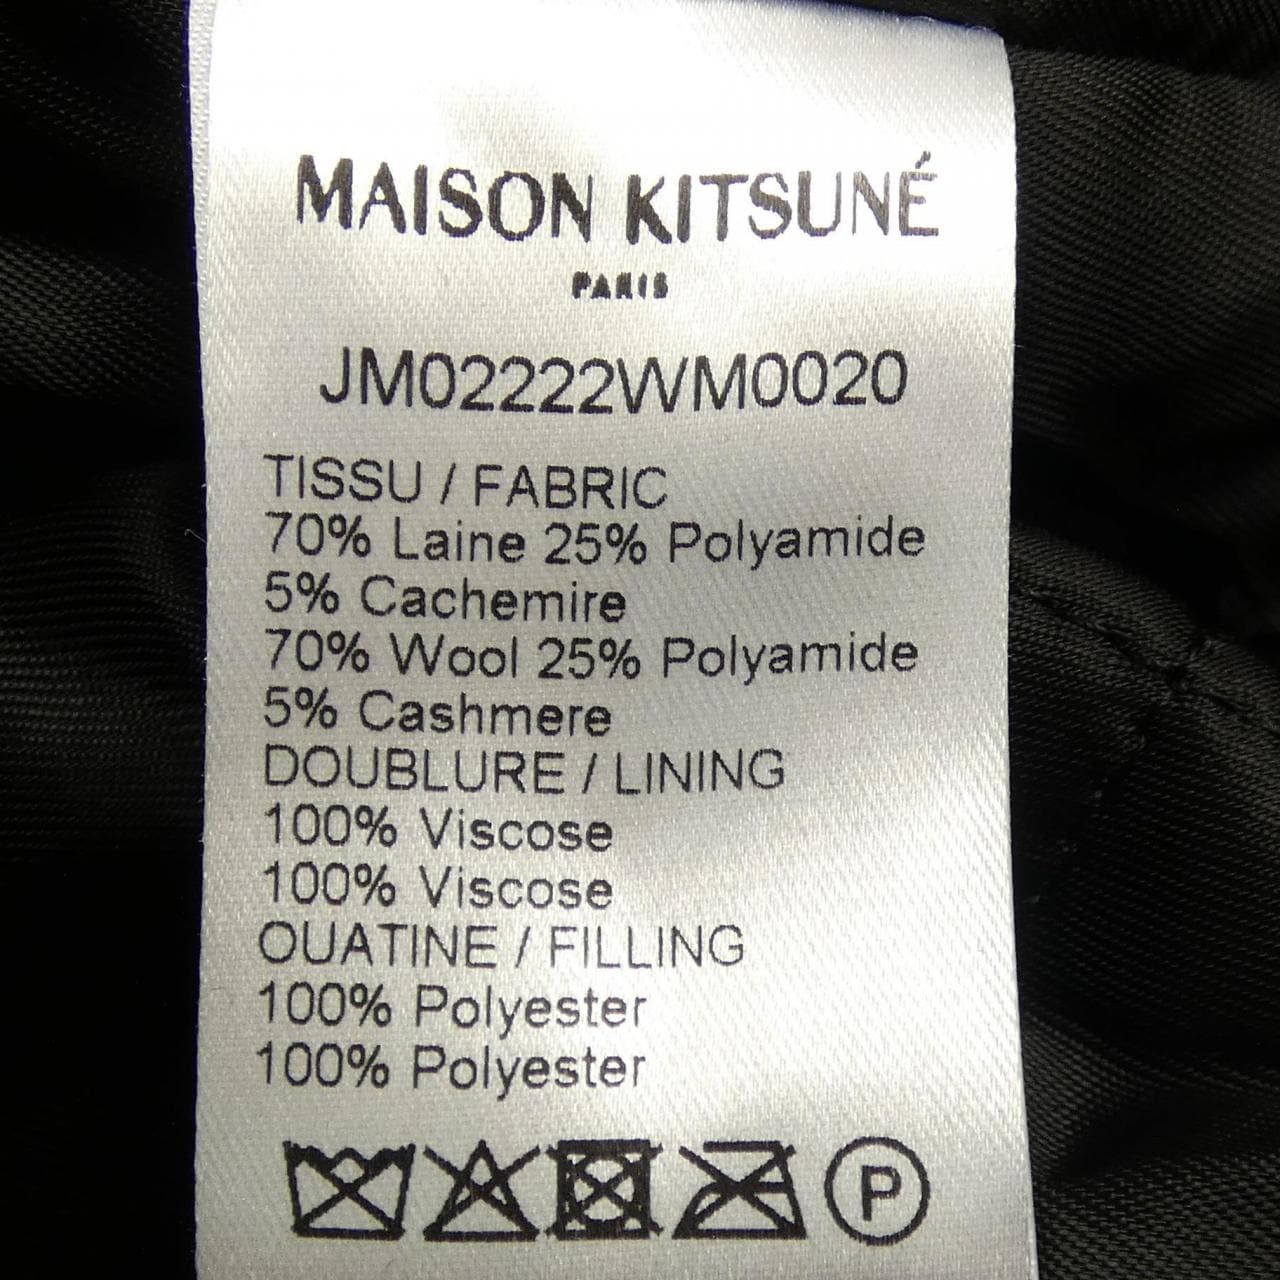 MAISON KITSUNÉ
PARIS
JM02222WM0020
TISSU / FABRIC
70% Laine 25% Polyamide
5% Cachemire
70% Wool 25% Polyamide
5% Cashmere
DOUBLURE / LINING
100% Viscose
100% Viscose
OUATINE / FILLING
100% Polyester
100% Polyester
P